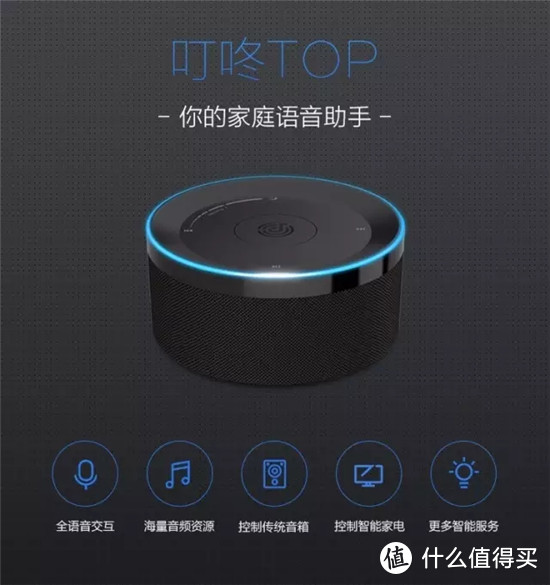 叮咚TOP
- 你的家庭语音助手 -
全语音交互
海量音频资源
控制传统音箱
控制智能家电
更多智能服务
值 什么值得买